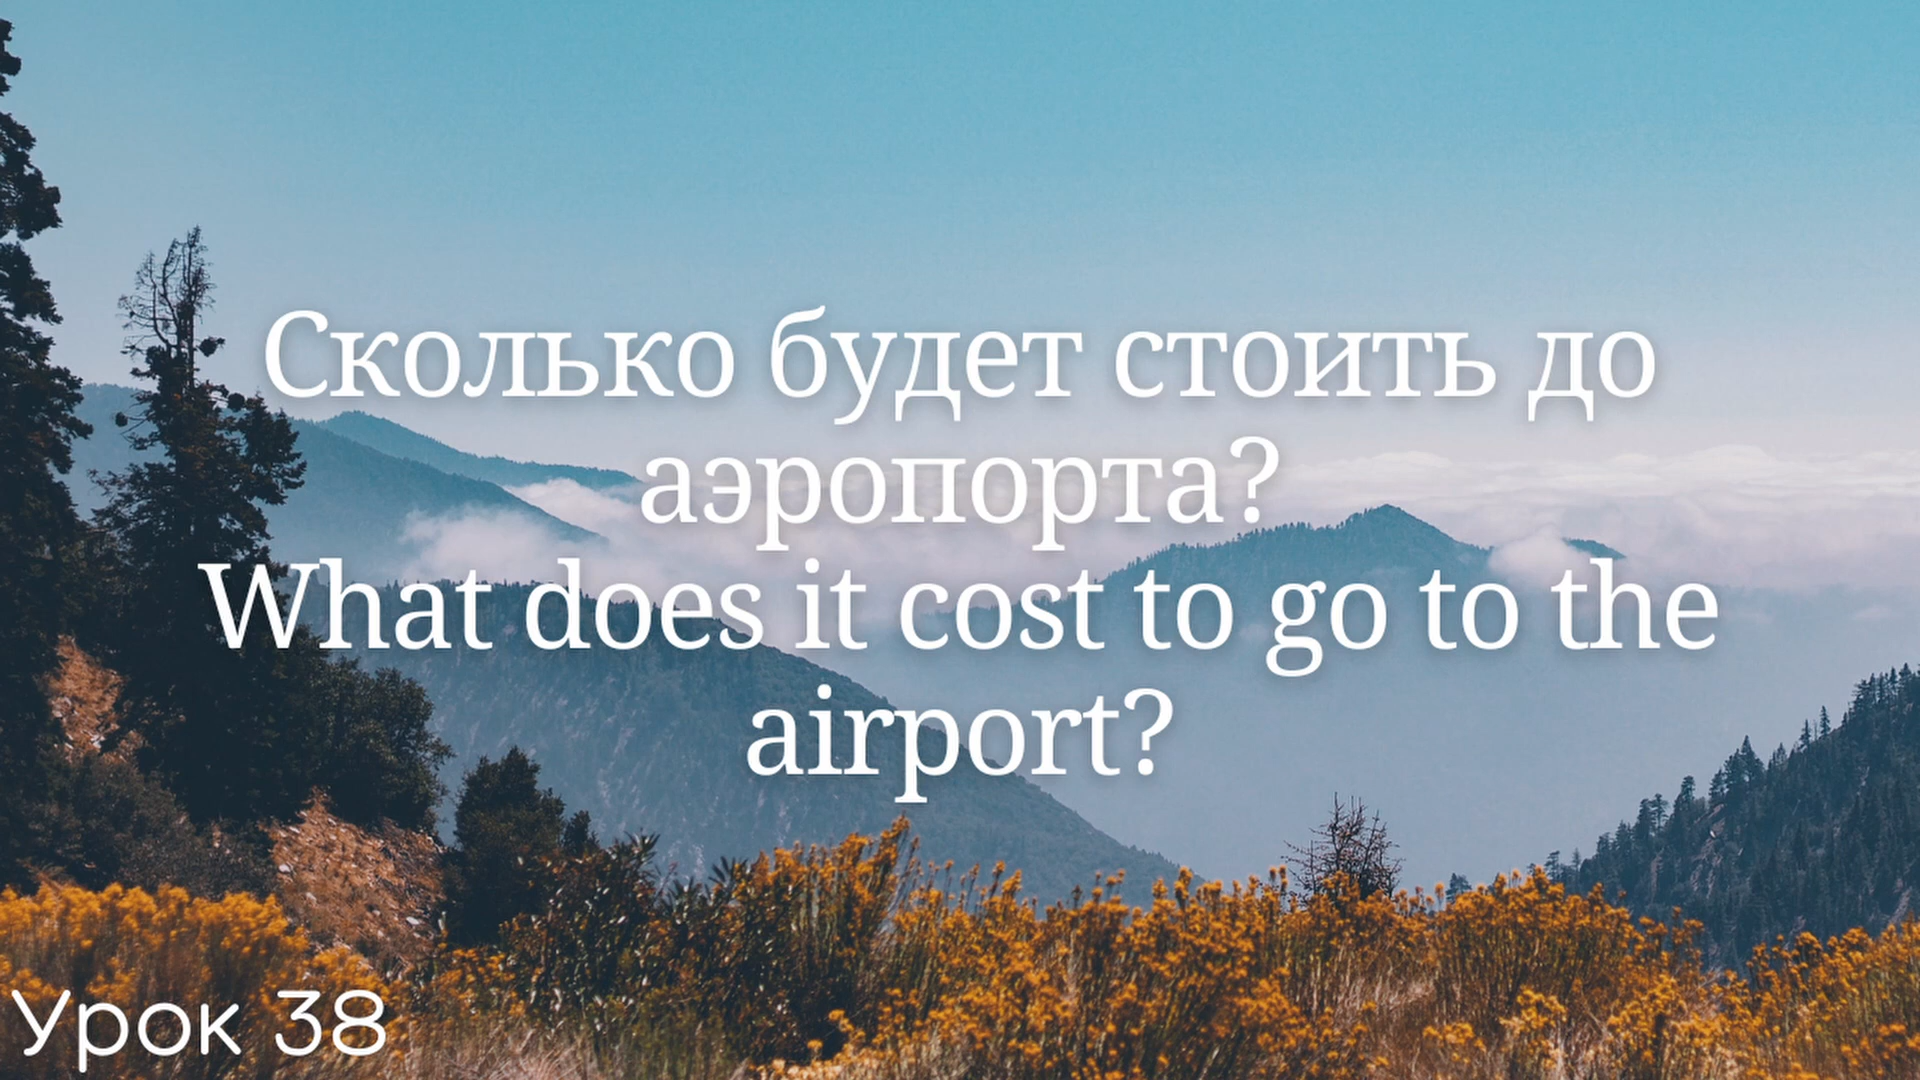 Сколько будет стоить до
аэропорта?
What does it cost to go to the
airport?
Урок 38